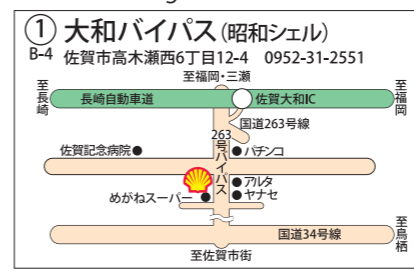 ① 大和バイパス(昭和シェル)
B-4 佐賀市高木瀬西6丁目12-4 0952-31-2551
至福岡・三瀬
至長崎
長崎自動車道
佐賀大和IC
至福岡
国道263号線
263号バイパス
佐賀記念病院●
●パチンコ
●アルタ
めがねスーパー●
●ヤナセ
国道34号線
至鳥栖
至佐賀市街